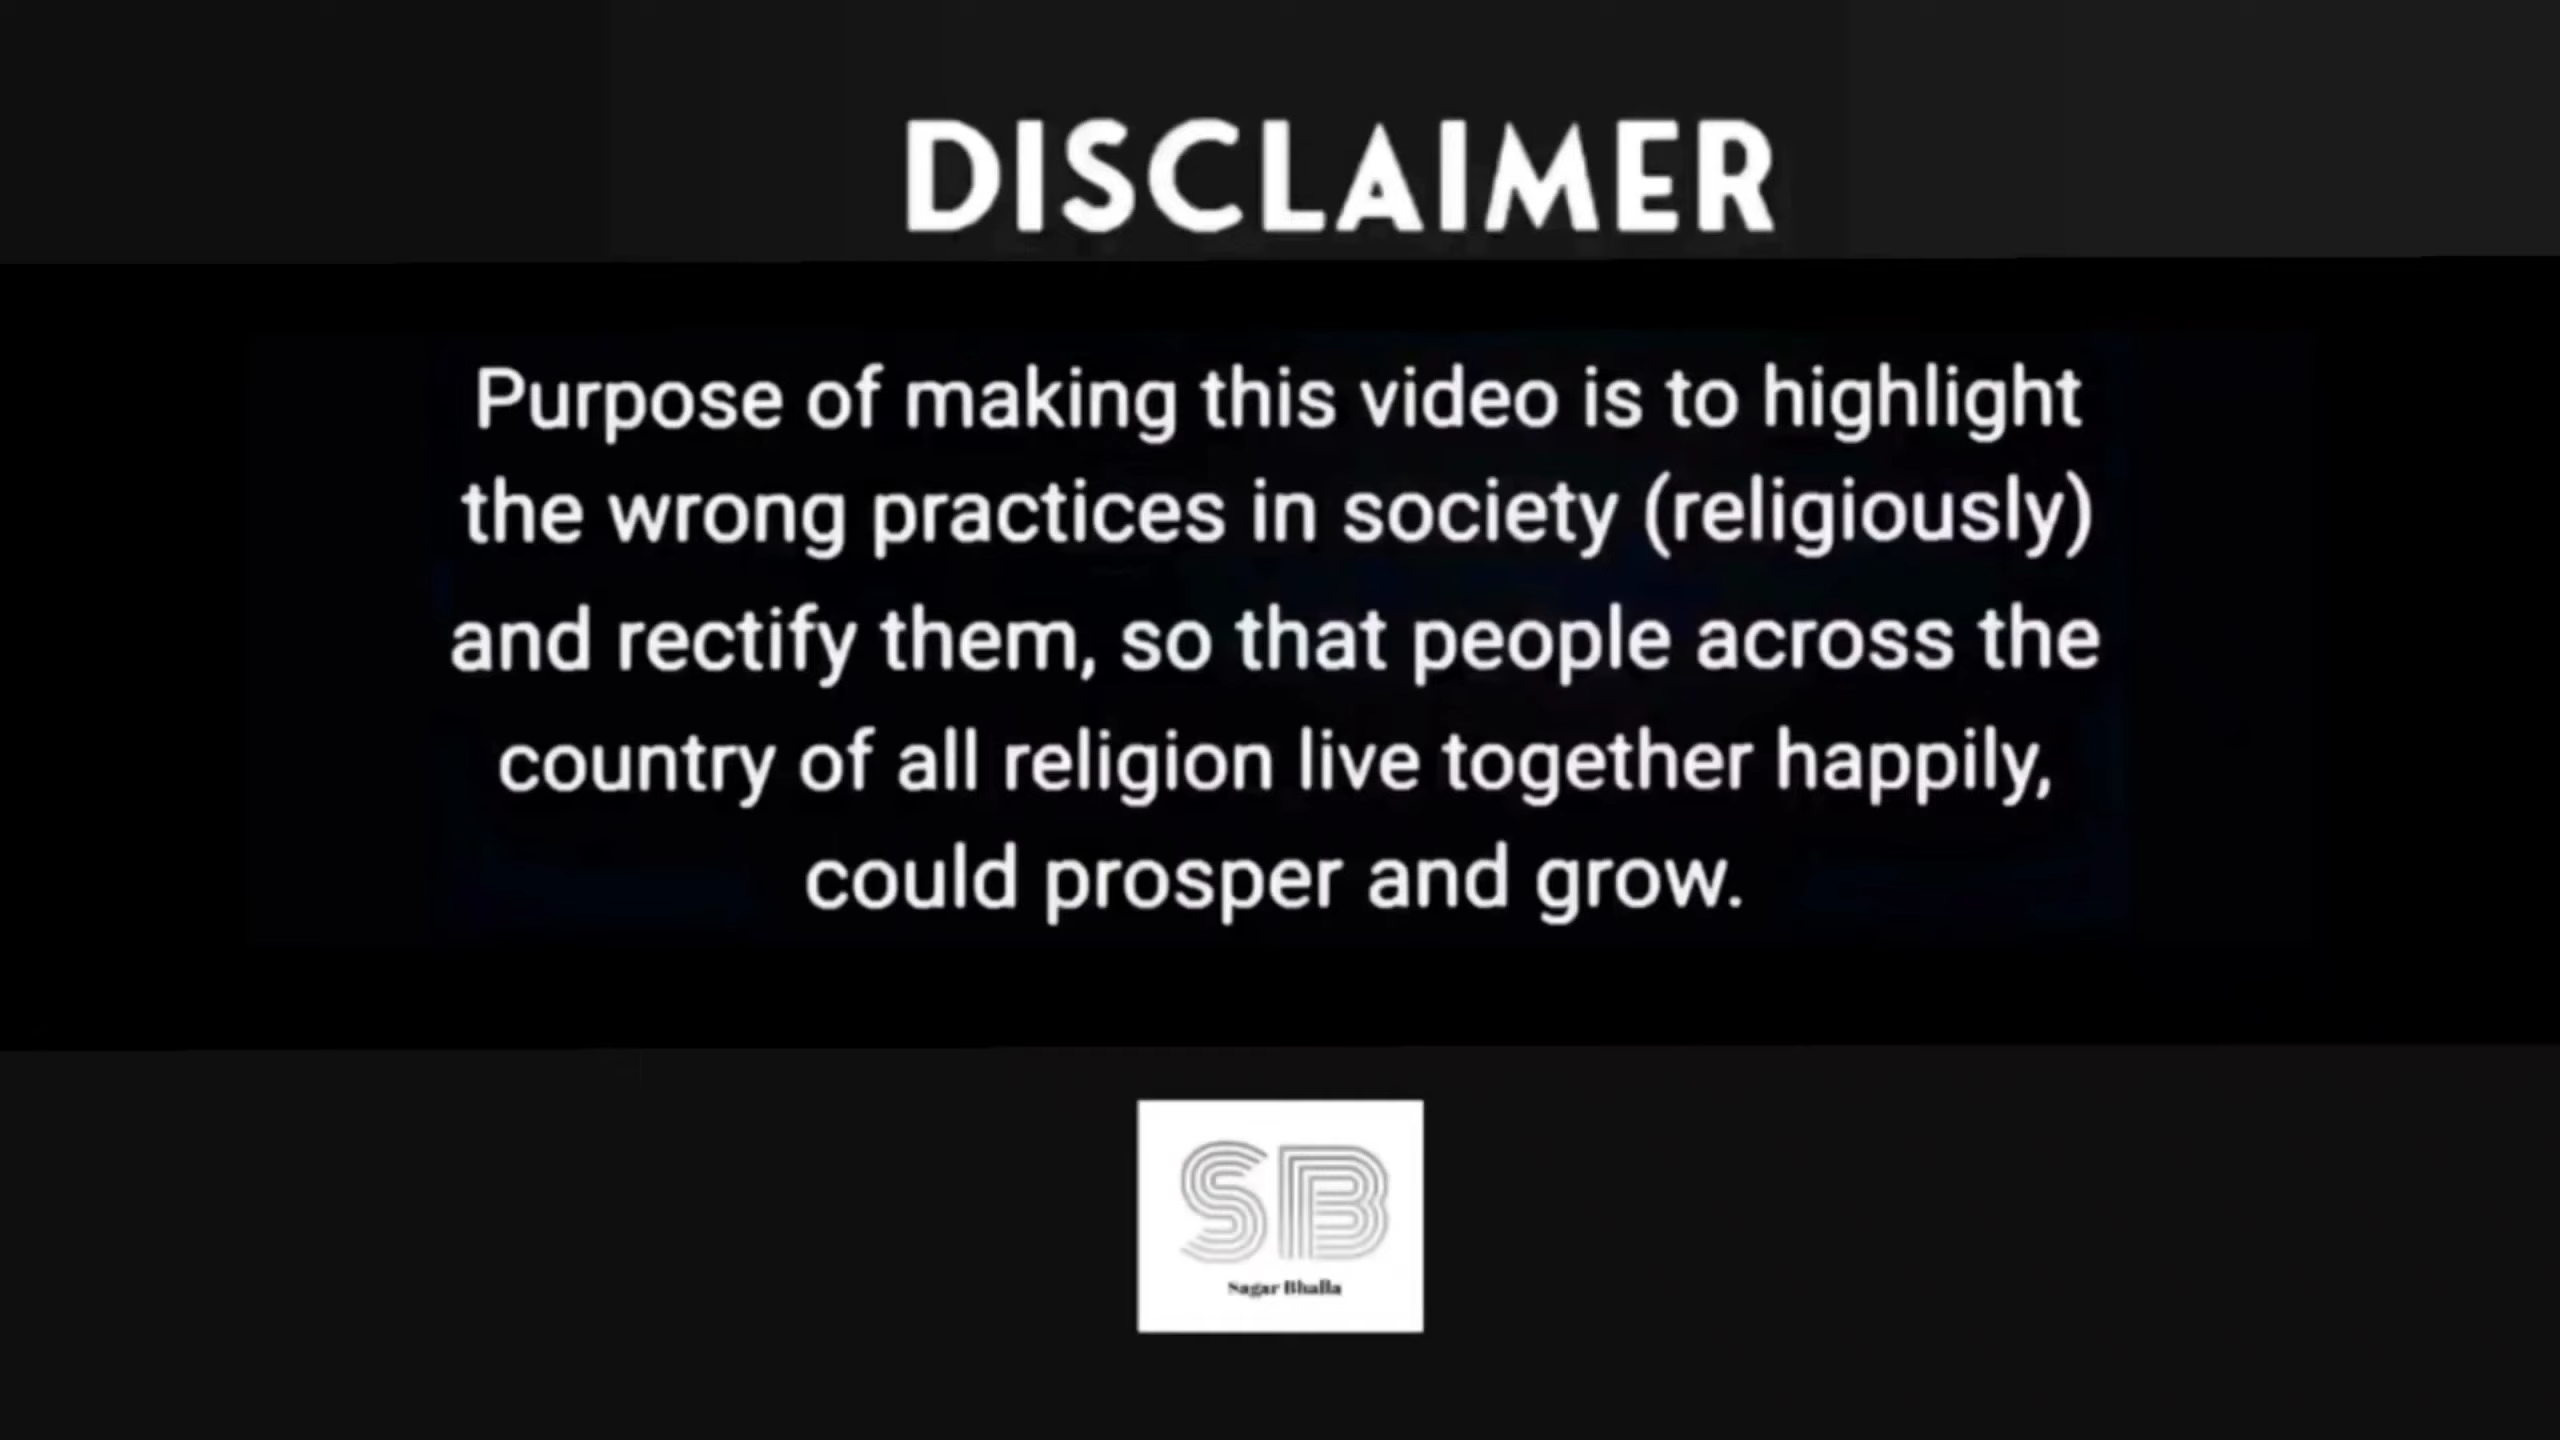 DISCLAIMER
Purpose of making this video is to highlight
the wrong practices in society (religiously)
and rectify them, so that people across the
country of all religion live together happily,
could prosper and grow.
SB
Sagar Bhalla